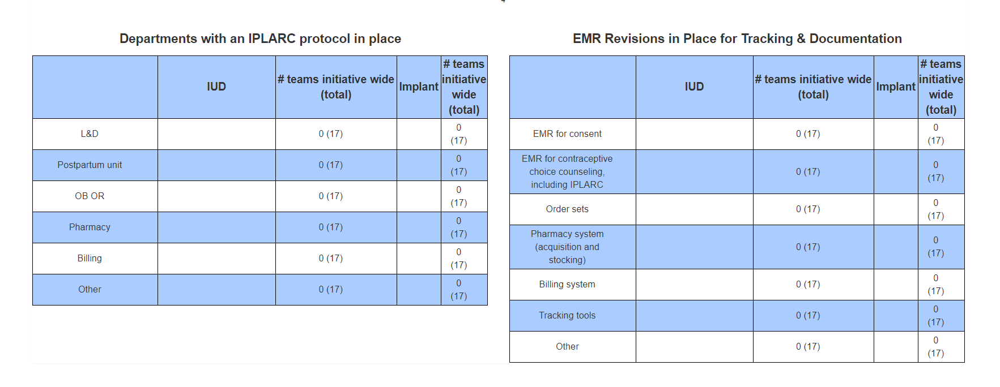 Departments with an IPLARC protocol in place
IUD
# teams initiative wide
(total)
Implant
# teams
initiative
wide
(total)
L&D
0 (17)
0
(17)
Postpartum unit
0 (17)
0
(17)
OB OR
0 (17)
0
(17)
Pharmacy
0 (17)
0
(17)
Billing
0 (17)
0
(17)
Other
0 (17)
0
(17)
EMR Revisions in Place for Tracking & Documentation
IUD
# teams initiative wide
(total)
Implant
# teams
initiative
wide
(total)
EMR for consent
0 (17)
0
(17)
EMR for contraceptive
choice counseling,
including IPLARC
0 (17)
0
(17)
Order sets
0 (17)
0
(17)
Pharmacy system
(acquisition and
stocking)
0 (17)
0
(17)
Billing system
0 (17)
0
(17)
Tracking tools
0 (17)
0
(17)
Other
0 (17)
0
(17)